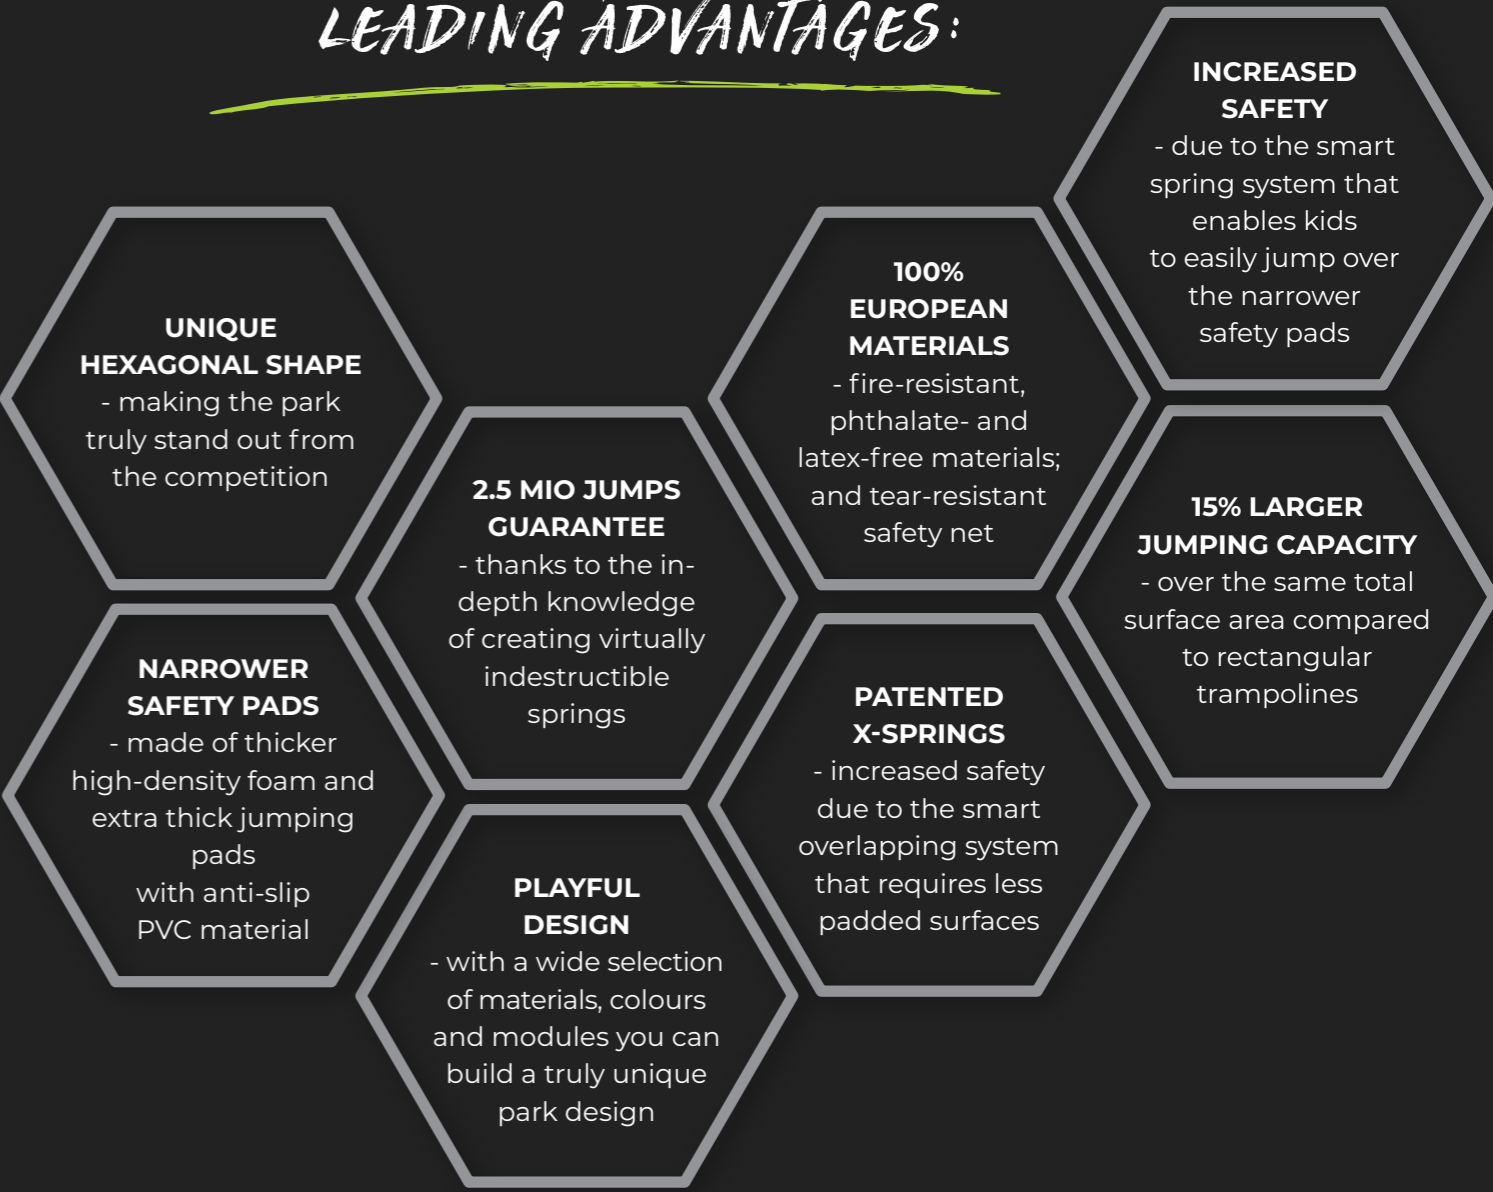 LEADING ADVANTAGES:
UNIQUE
HEXAGONAL SHAPE
- making the park
truly stand out from
the competition
NARROWER
SAFETY PADS
- made of thicker
high-density foam and
extra thick jumping
pads
with anti-slip
PVC material
2.5 MIO JUMPS
GUARANTEE
- thanks to the in-
depth knowledge
of creating virtually
indestructible
springs
PLAYFUL
DESIGN
- with a wide selection
of materials, colours
and modules you can
build a truly unique
park design
100%
EUROPEAN
MATERIALS
- fire-resistant,
phthalate- and
latex-free materials;
and tear-resistant
safety net
PATENTED
X-SPRINGS
- increased safety
due to the smart
overlapping system
that requires less
padded surfaces
INCREASED
SAFETY
- due to the smart
spring system that
enables kids
to easily jump over
the narrower
safety pads
15% LARGER
JUMPING CAPACITY
- over the same total
surface area compared
to rectangular
trampolines